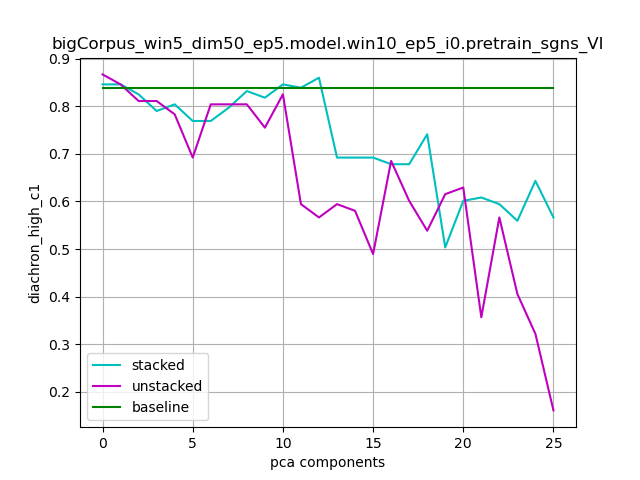 bigCorpus_win5_dim50_ep5.model.win10_ep5_i0.pretrain_sgns_VI
0.9
0.8
0.7
0.6
0.5
0.4
0.3
0.2
diachron_high_c1
stacked
unstacked
baseline
0 5 10 15 20 25
pca components